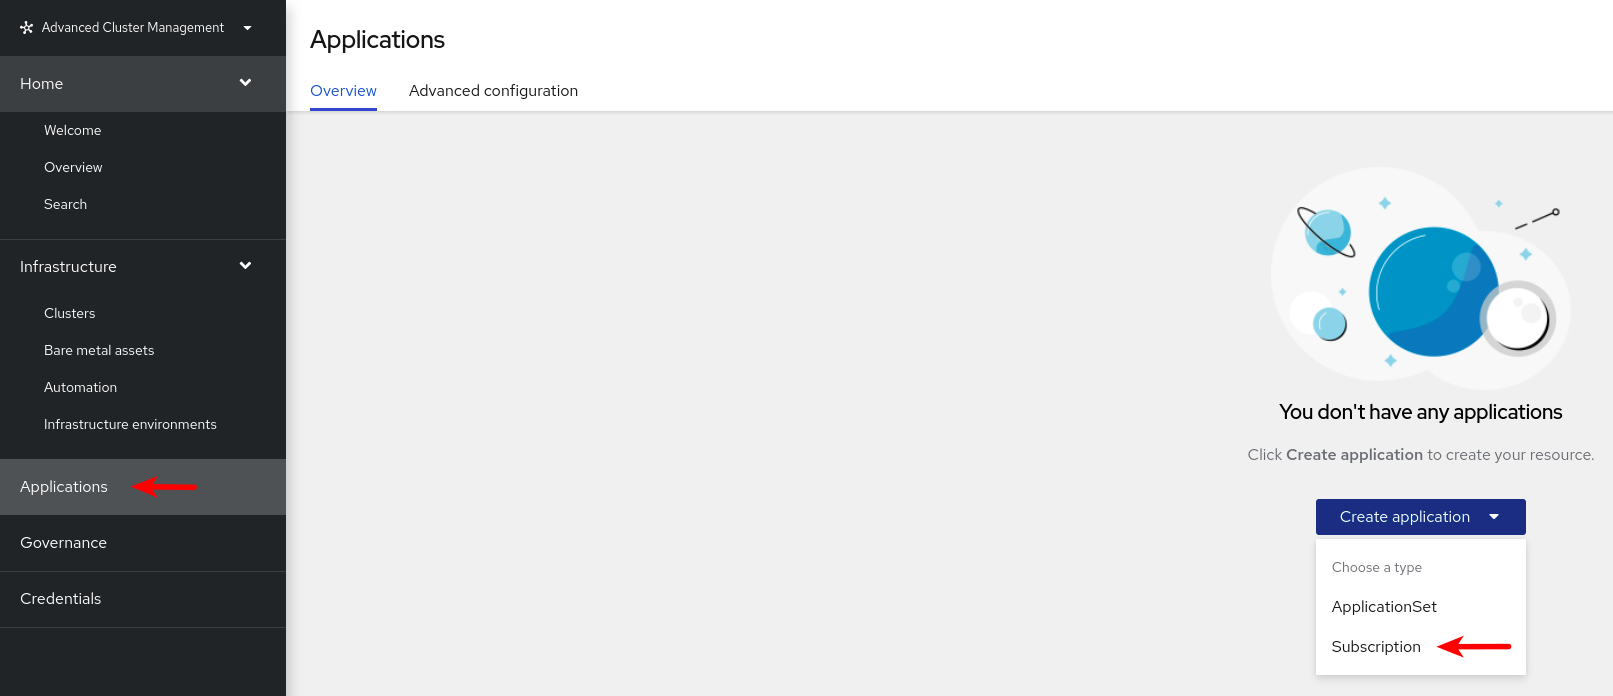 Advanced Cluster Management
Home
Welcome
Overview
Search
Infrastructure
Clusters
Bare metal assets
Automation
Infrastructure environments
Applications
Governance
Credentials
Applications
Overview
Advanced configuration
You don't have any applications
Click Create application to create your resource.
Create application
Choose a type
ApplicationSet
Subscription